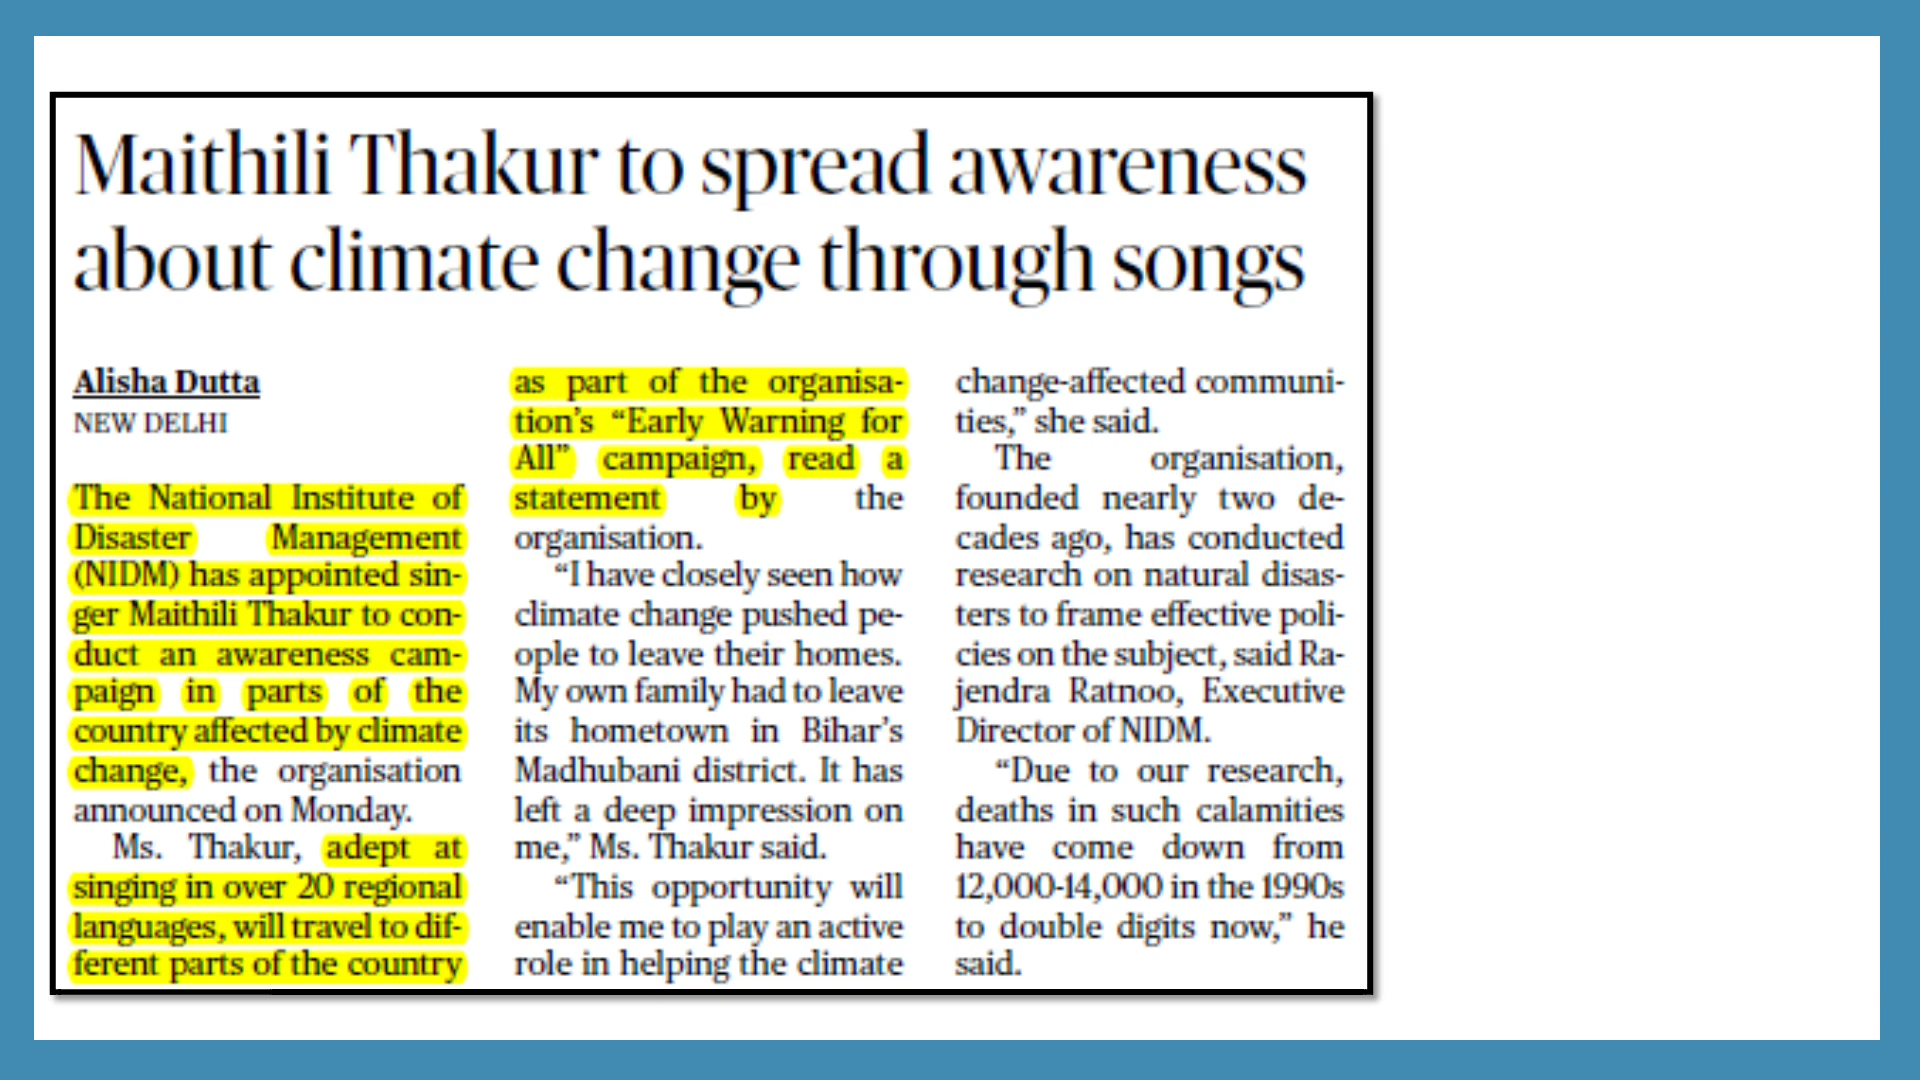 Maithili Thakur to spread awareness
about climate change through songs
Alisha Dutta
NEW DELHI
The National Institute of
Disaster Management
(NIDM) has appointed sin-
ger Maithili Thakur to con-
duct an awareness cam-
paign in parts of the
country affected by climate
change, the organisation
announced on Monday.
Ms. Thakur, adept at
singing in over 20 regional
languages, will travel to dif-
ferent parts of the country
as part of the organisa-
tion's “Early Warning for
All” campaign, read a
statement by the
organisation.
“I have closely seen how
climate change pushed pe-
ople to leave their homes.
My own family had to leave
its hometown in Bihar's
Madhubani district. It has
left a deep impression on
me,” Ms. Thakur said.
“This opportunity will
enable me to play an active
role in helping the climate
change-affected communi-
ties,” she said.
The organisation,
founded nearly two de-
cades ago, has conducted
research on natural disas-
ters to frame effective poli-
cies on the subject, said Ra-
jendra Ratnoo, Executive
Director of NIDM.
“Due to our research,
deaths in such calamities
have come down from
12,000-14,000 in the 1990s
to double digits now,” he
said.